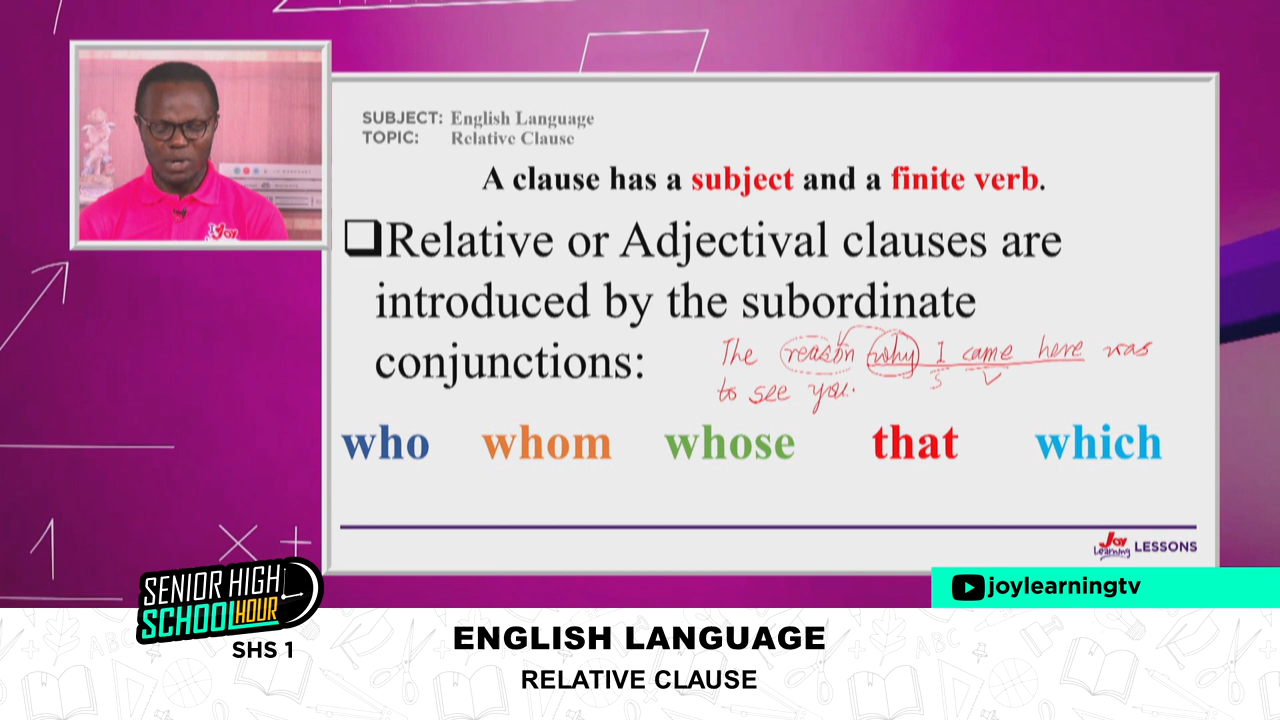 SUBJECT: English Language
TOPIC: Relative Clause
A clause has a subject and a finite verb.
Relative or Adjectival clauses are
introduced by the subordinate
conjunctions:
The reason why I came here was
to see you.
S V
who whom whose that which
Joy Learning LESSONS
joylearningtv
SENIOR HIGH
SCHOOL HOUR
SHS 1
ENGLISH LANGUAGE
RELATIVE CLAUSE